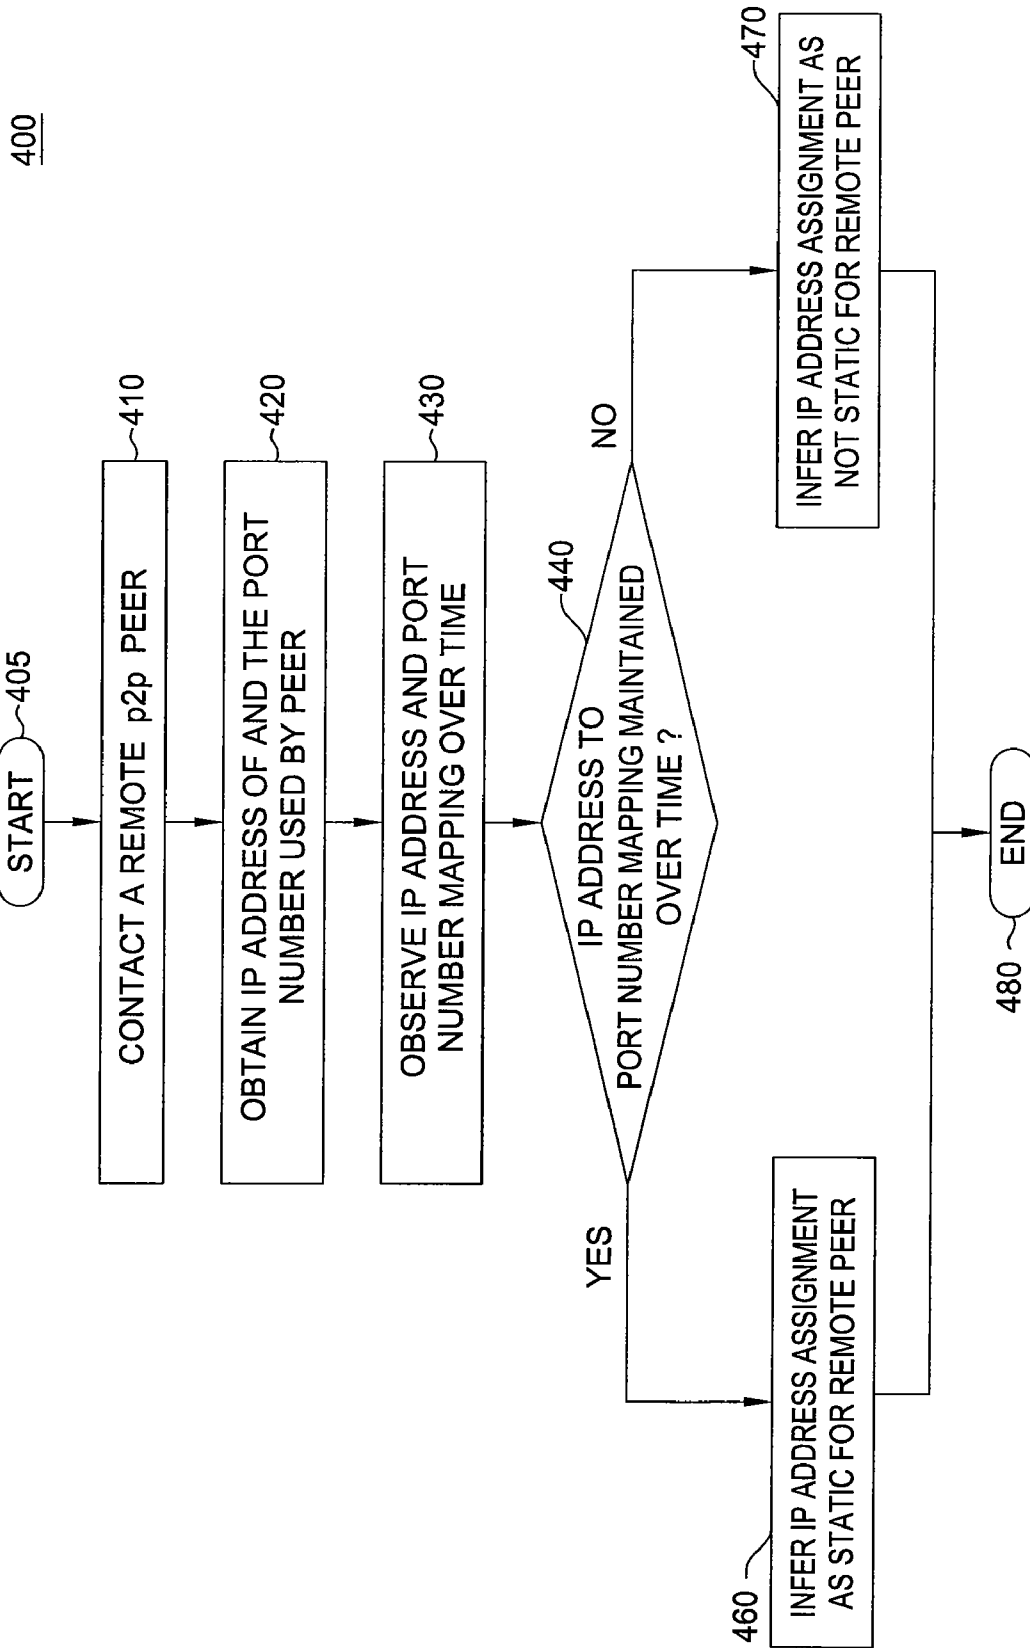 400
START
405
CONTACT A REMOTE p2p PEER
410
OBTAIN IP ADDRESS OF AND THE PORT
NUMBER USED BY PEER
420
OBSERVE IP ADDRESS AND PORT
NUMBER MAPPING OVER TIME
430
IP ADDRESS TO
PORT NUMBER MAPPING MAINTAINED
OVER TIME ?
440
YES
NO
INFER IP ADDRESS ASSIGNMENT
AS STATIC FOR REMOTE PEER
460
INFER IP ADDRESS ASSIGNMENT AS
NOT STATIC FOR REMOTE PEER
470
END
480